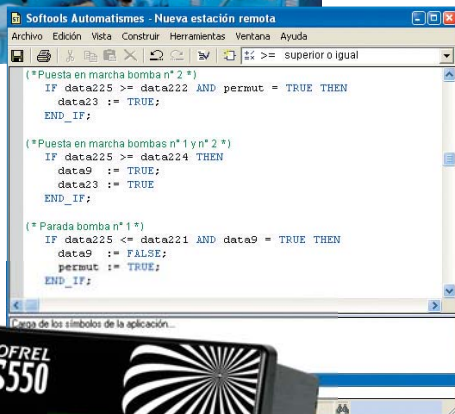 Softools Automatismes - Nueva estación remota
Archivo Edición Vista Construir Herramientas Ventana Ayuda
>= superior o igual
(*Puesta en marcha bomba n° 2 *)
IF data225 >= data222 AND permut = TRUE THEN
data23 := TRUE;
END_IF;
(*Puesta en marcha bombas n° 1 y n° 2 *)
IF data225 >= data224 THEN
data9 := TRUE;
data23 := TRUE
END_IF;
(* Parada bomba n° 1 *)
IF data225 <= data221 AND data9 = TRUE THEN
data9 := FALSE;
permut := TRUE;
END_IF;
Carga de los símbolos de la aplicación...
OFREL
S550